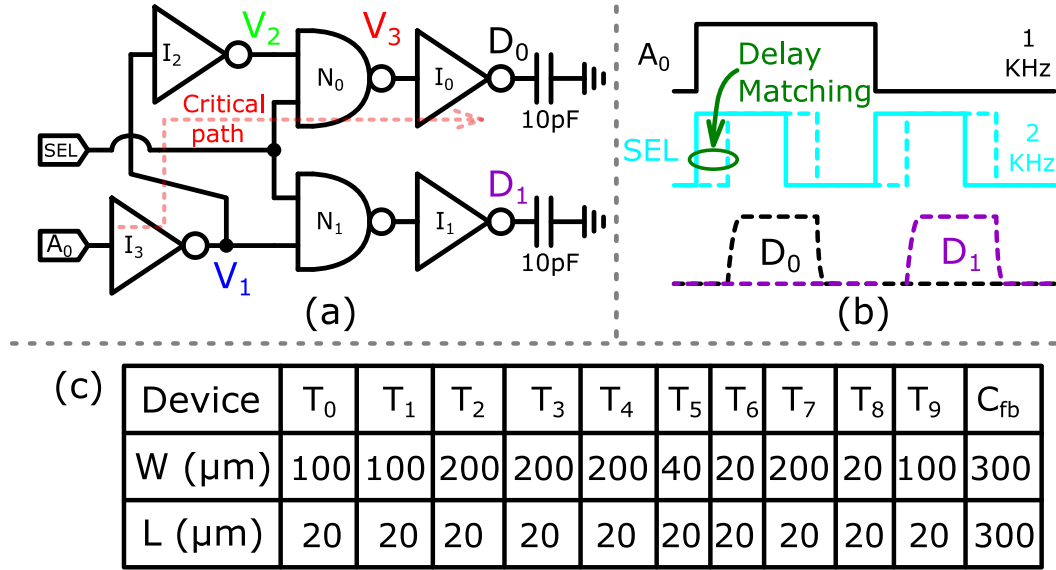 V₂
V₃
D₀
I₂
N₀
I₀
10pF
Critical
path
SEL
D₁
N₁
I₁
10pF
A₀
I₃
V₁
(a)
A₀
1
KHz
Delay
Matching
SEL
2
KHz
D₀
D₁
(b)
(c)
Device T₀ T₁ T₂ T₃ T₄ T₅ T₆ T₇ T₈ T₉ C_fb
W (μm) 100 100 200 200 200 40 20 200 20 100 300
L (μm) 20 20 20 20 20 20 20 20 20 20 300